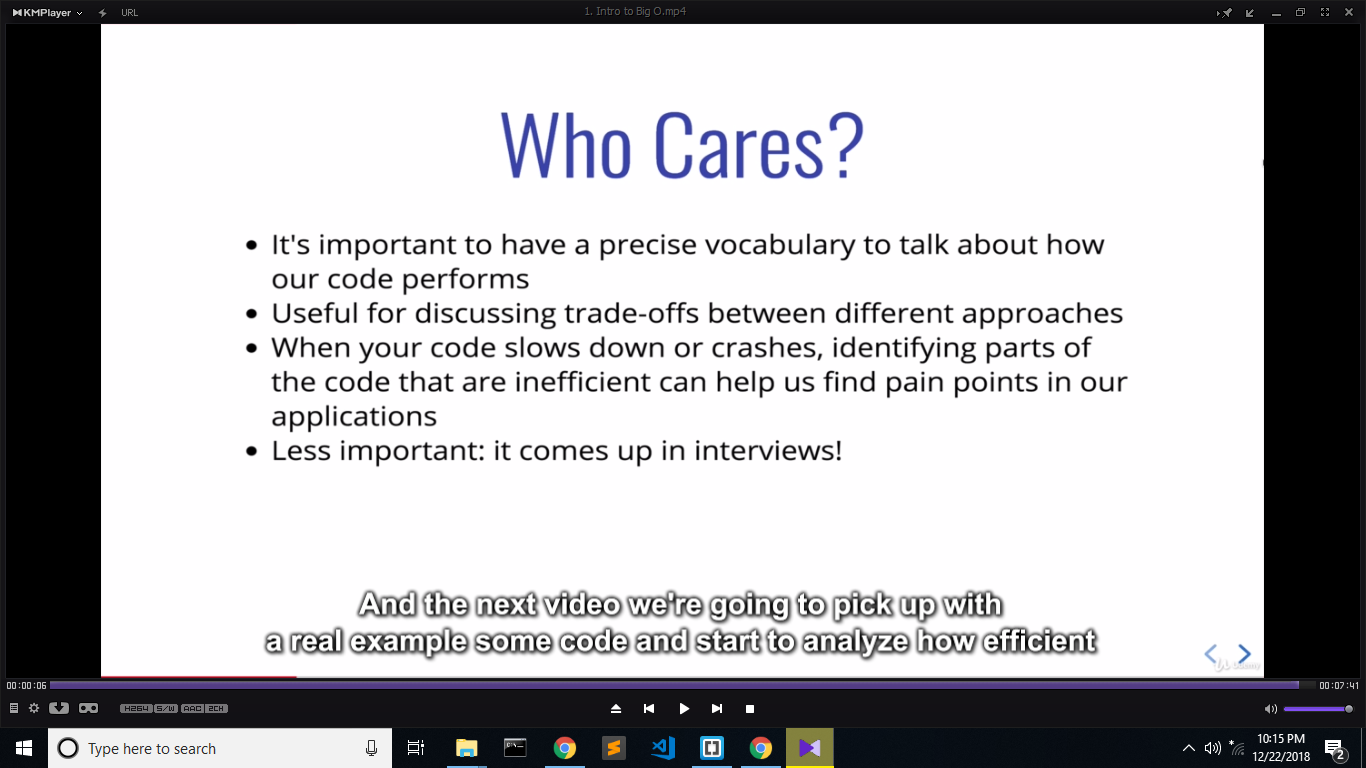 KMPlayer
URL
1. Intro to Big O.mp4
Who Cares?
It's important to have a precise vocabulary to talk about how
our code performs
Useful for discussing trade-offs between different approaches
When your code slows down or crashes, identifying parts of
the code that are inefficient can help us find pain points in our
applications
Less important: it comes up in interviews!
And the next video we're going to pick up with
a real example some code and start to analyze how efficient
Udemy
00:00:06
00:07:41
H264 S/W AAC 2CH
Type here to search
10:15 PM
12/22/2018
2